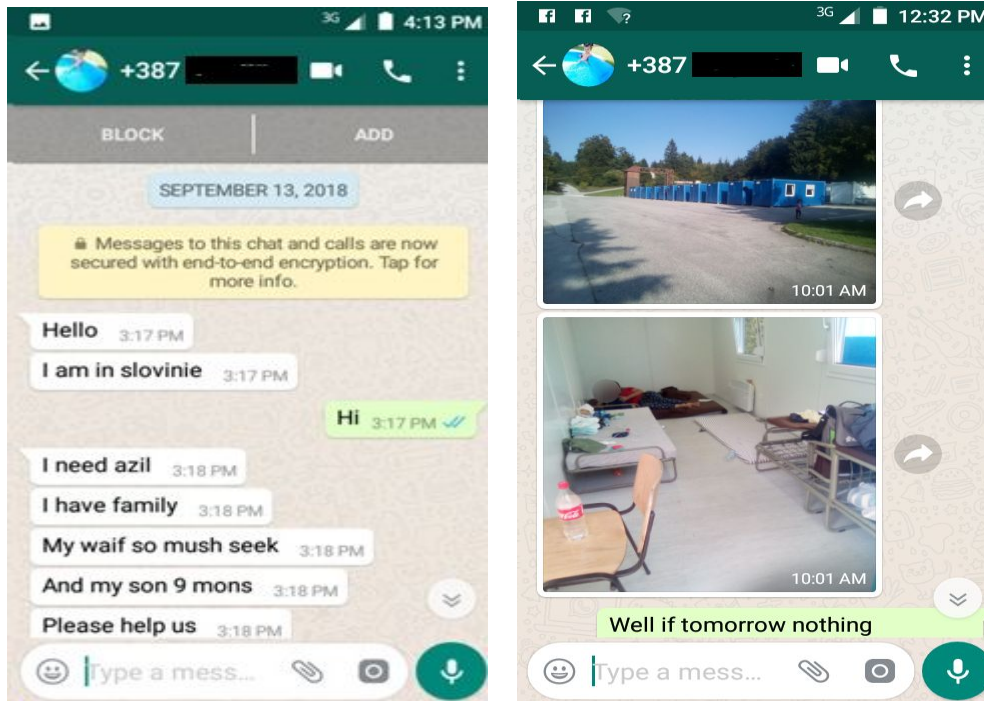 3G 4:13 PM
+387
BLOCK ADD
SEPTEMBER 13, 2018
Messages to this chat and calls are now
secured with end-to-end encryption. Tap for
more info.
Hello 3:17 PM
I am in slovinie 3:17 PM
Hi 3:17 PM
I need azil 3:18 PM
I have family 3:18 PM
My waif so mush seek 3:18 PM
And my son 9 mons 3:18 PM
Please help us 3:18 PM
Type a mess...
3G 12:32 PM
+387
10:01 AM
Coca-Cola
10:01 AM
Well if tomorrow nothing
Type a mess...